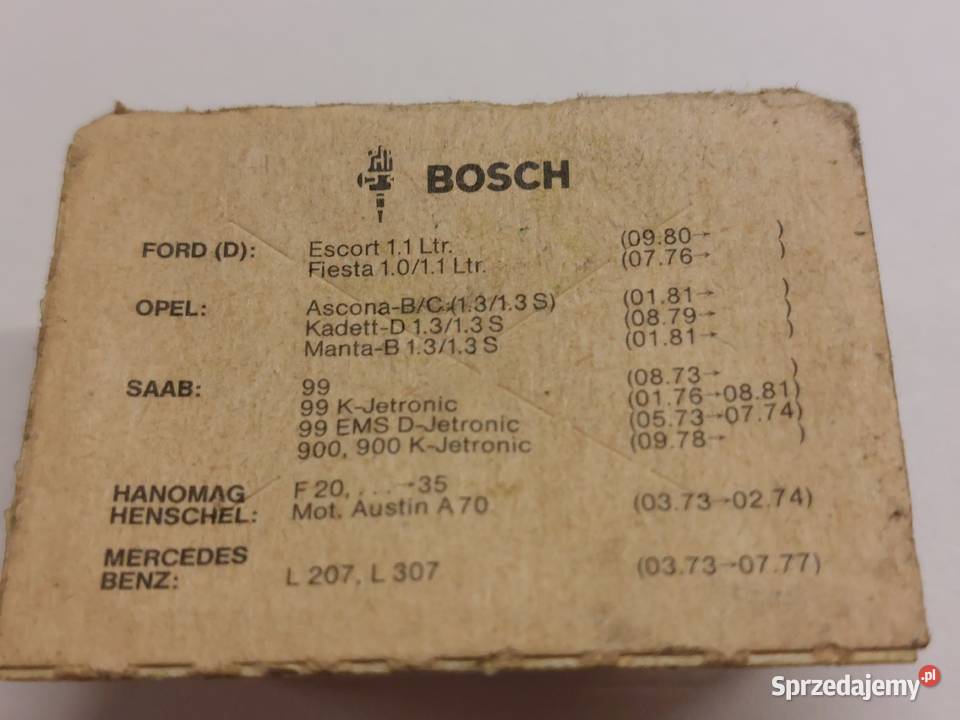 BOSCH
FORD (D): Escort 1.1 Ltr. (09.80→ )
Fiesta 1.0/1.1 Ltr. (07.76→ )
OPEL: Ascona-B/C (1.3/1.3 S) (01.81→ )
Kadett-D 1.3/1.3 S (08.79→ )
Manta-B 1.3/1.3 S (01.81→ )
SAAB: 99 (08.73→ )
99 K-Jetronic (01.76→08.81)
99 EMS D-Jetronic (05.73→07.74)
900, 900 K-Jetronic (09.78→ )
HANOMAG F 20, ...→35
HENSCHEL: Mot. Austin A 70 (03.73→02.74)
MERCEDES
BENZ: L 207, L 307 (03.73→07.77)
Sprzedajemy.pl